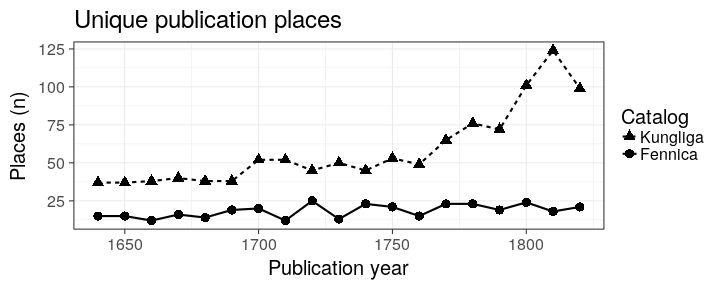 Unique publication places
Places (n)
125
100
75
50
25
1650
1700
1750
1800
Publication year
Catalog
Kungliga
Fennica